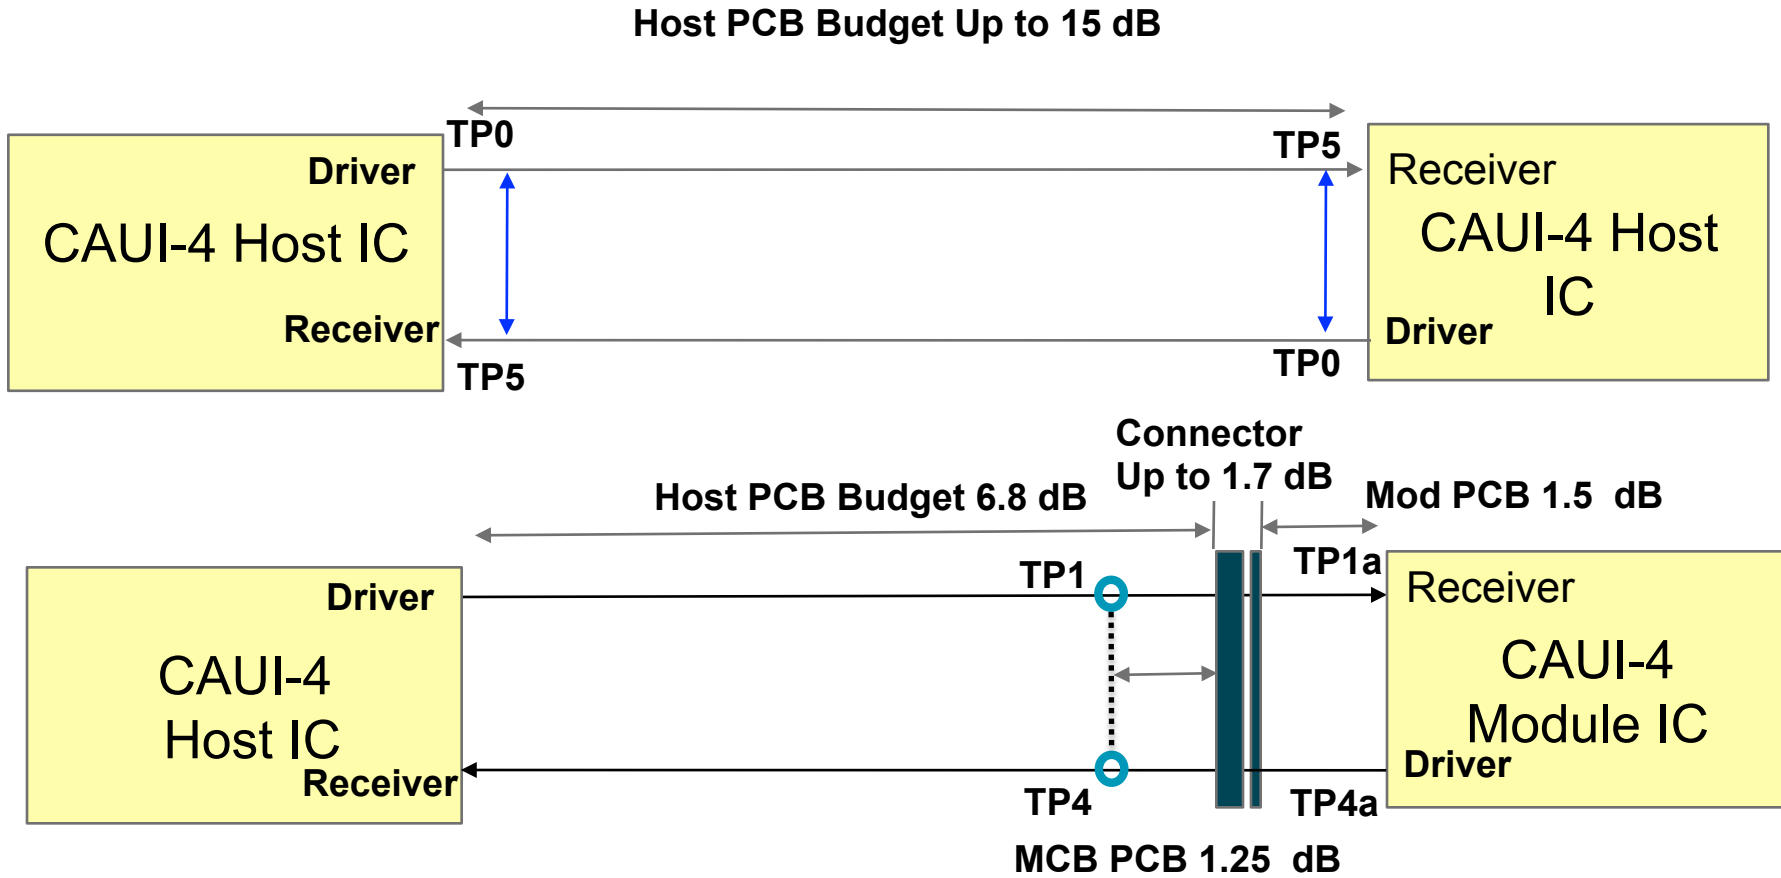 Host PCB Budget Up to 15 dB
TP0
TP5
Driver
Receiver
CAUI-4 Host IC
CAUI-4 Host
IC
Receiver
Driver
TP5
TP0
Connector
Up to 1.7 dB
Host PCB Budget 6.8 dB
Mod PCB 1.5 dB
TP1
TP1a
Driver
Receiver
CAUI-4
Host IC
CAUI-4
Module IC
Receiver
Driver
TP4
TP4a
MCB PCB 1.25 dB